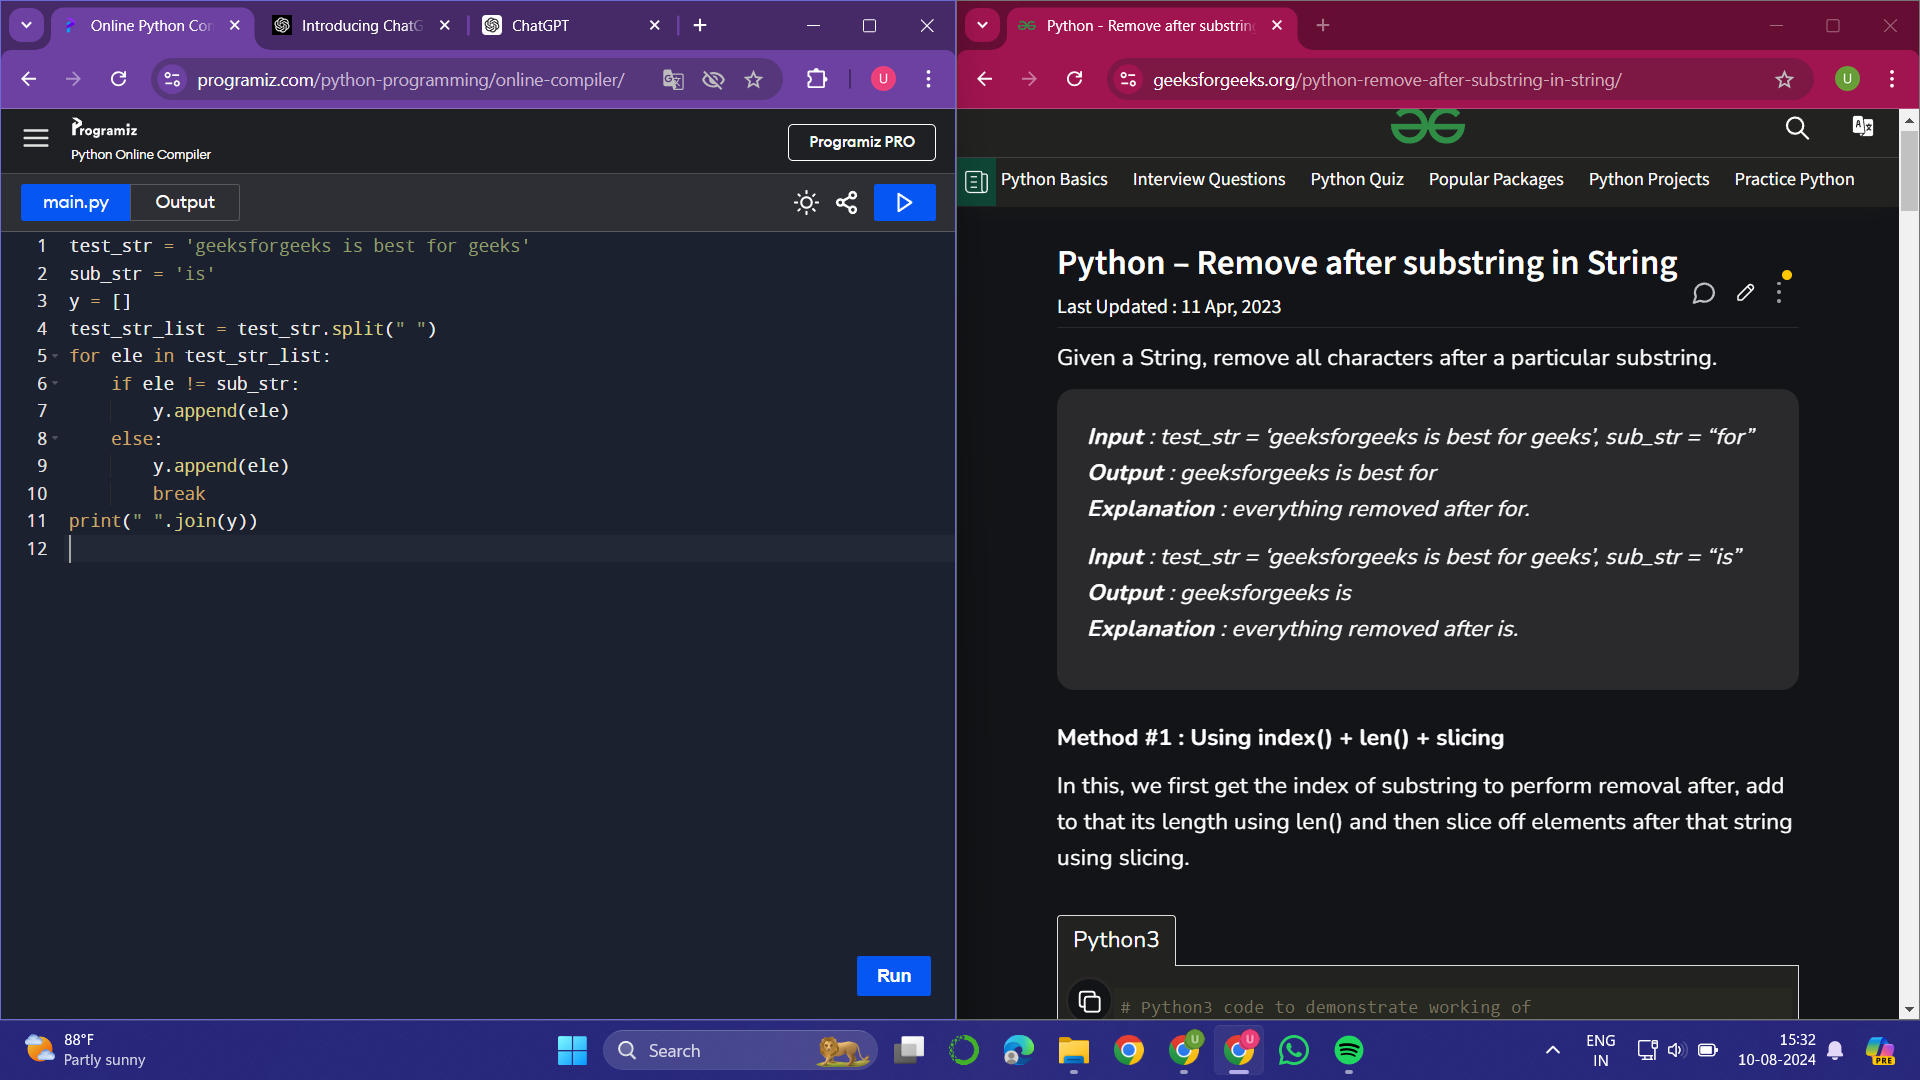 Online Python Con
Introducing ChatG
ChatGPT
programiz.com/python-programming/online-compiler/
U
Programiz
Python Online Compiler
Programiz PRO
main.py
Output
1 test_str = 'geeksforgeeks is best for geeks'
2 sub_str = 'is'
3 y = []
4 test_str_list = test_str.split(" ")
5 for ele in test_str_list:
6 if ele != sub_str:
7 y.append(ele)
8 else:
9 y.append(ele)
10 break
11 print(" ".join(y))
12
Run
Python - Remove after substrin
geeksforgeeks.org/python-remove-after-substring-in-string/
U
Python Basics Interview Questions Python Quiz Popular Packages Python Projects Practice Python
Python – Remove after substring in String
Last Updated : 11 Apr, 2023
Given a String, remove all characters after a particular substring.
Input : test_str = ‘geeksforgeeks is best for geeks’, sub_str = “for”
Output : geeksforgeeks is best for
Explanation : everything removed after for.
Input : test_str = ‘geeksforgeeks is best for geeks’, sub_str = “is”
Output : geeksforgeeks is
Explanation : everything removed after is.
Method #1 : Using index() + len() + slicing
In this, we first get the index of substring to perform removal after, add
to that its length using len() and then slice off elements after that string
using slicing.
Python3
# Python3 code to demonstrate working of
88°F
Partly sunny
Search
U
U
ENG
IN
15:32
10-08-2024
PRE